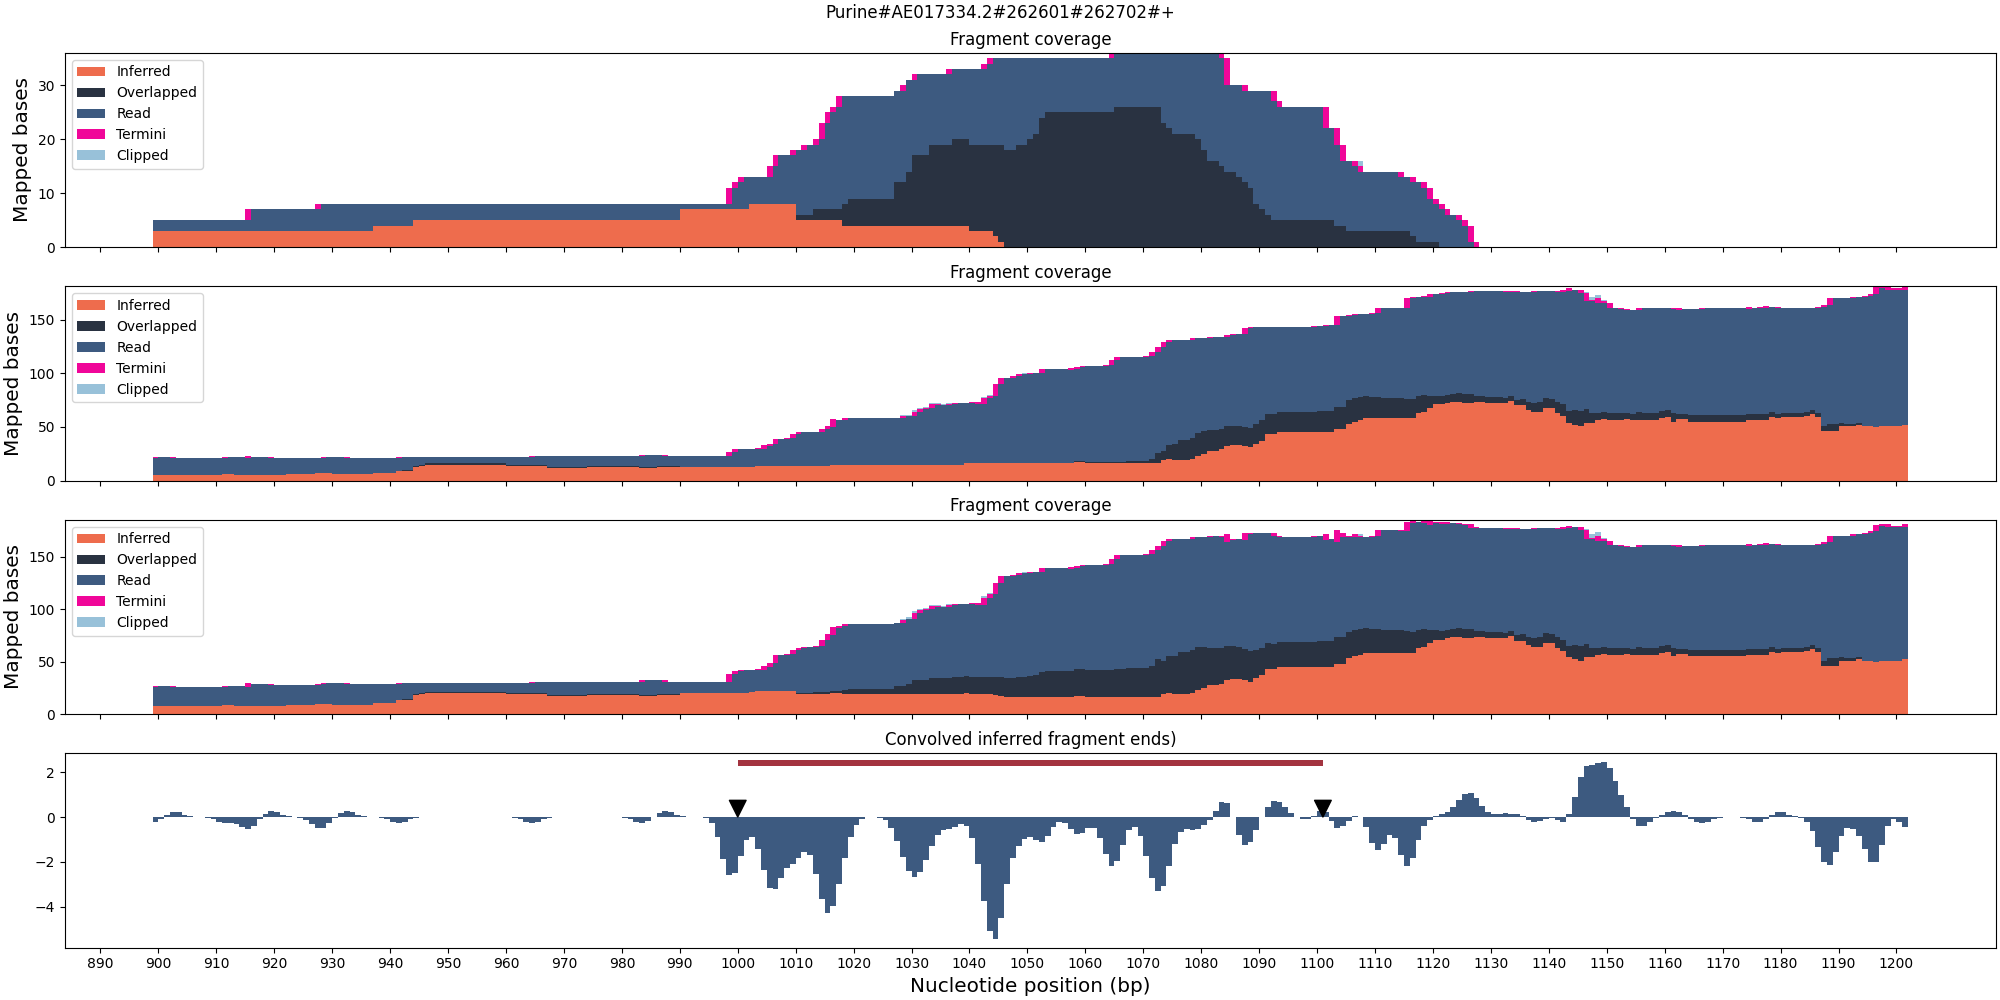 Purine#AE017334.2#262601#262702#+
Fragment coverage
Mapped bases
30
20
10
0
Inferred
Overlapped
Read
Termini
Clipped
Fragment coverage
Mapped bases
150
100
50
0
Inferred
Overlapped
Read
Termini
Clipped
Fragment coverage
Mapped bases
150
100
50
0
Inferred
Overlapped
Read
Termini
Clipped
Convolved inferred fragment ends)
2
0
−2
−4
890 900 910 920 930 940 950 960 970 980 990 1000 1010 1020 1030 1040 1050 1060 1070 1080 1090 1100 1110 1120 1130 1140 1150 1160 1170 1180 1190 1200
Nucleotide position (bp)